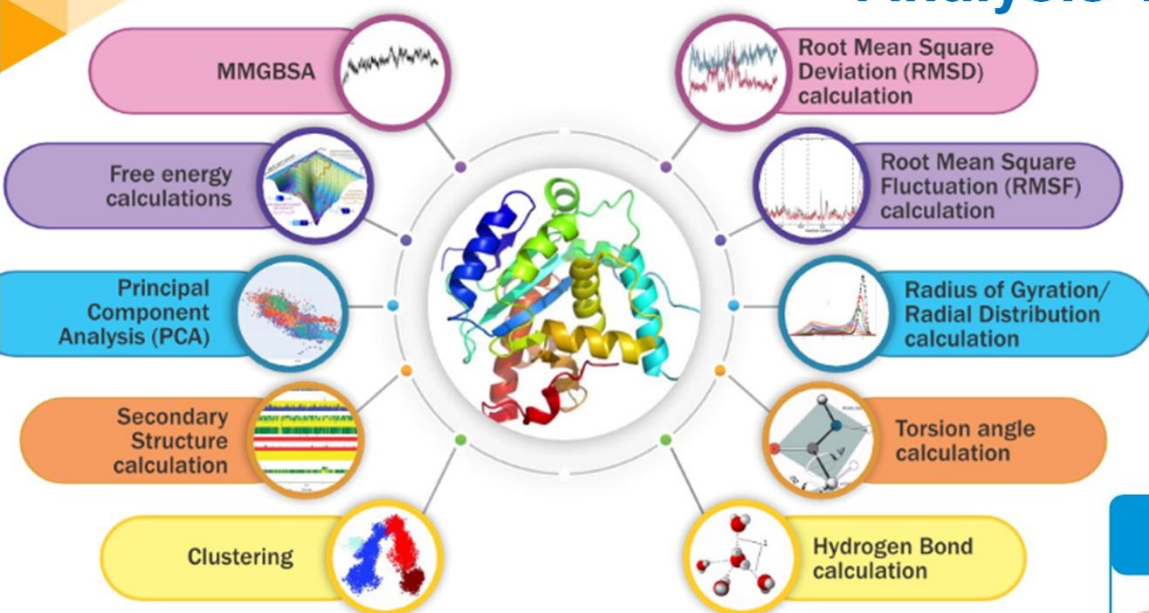 Analysis
MMGBSA
Free energy
calculations
Principal
Component
Analysis (PCA)
Secondary
Structure
calculation
Clustering
Root Mean Square
Deviation (RMSD)
calculation
Root Mean Square
Fluctuation (RMSF)
calculation
Radius of Gyration/
Radial Distribution
calculation
Torsion angle
calculation
Hydrogen Bond
calculation